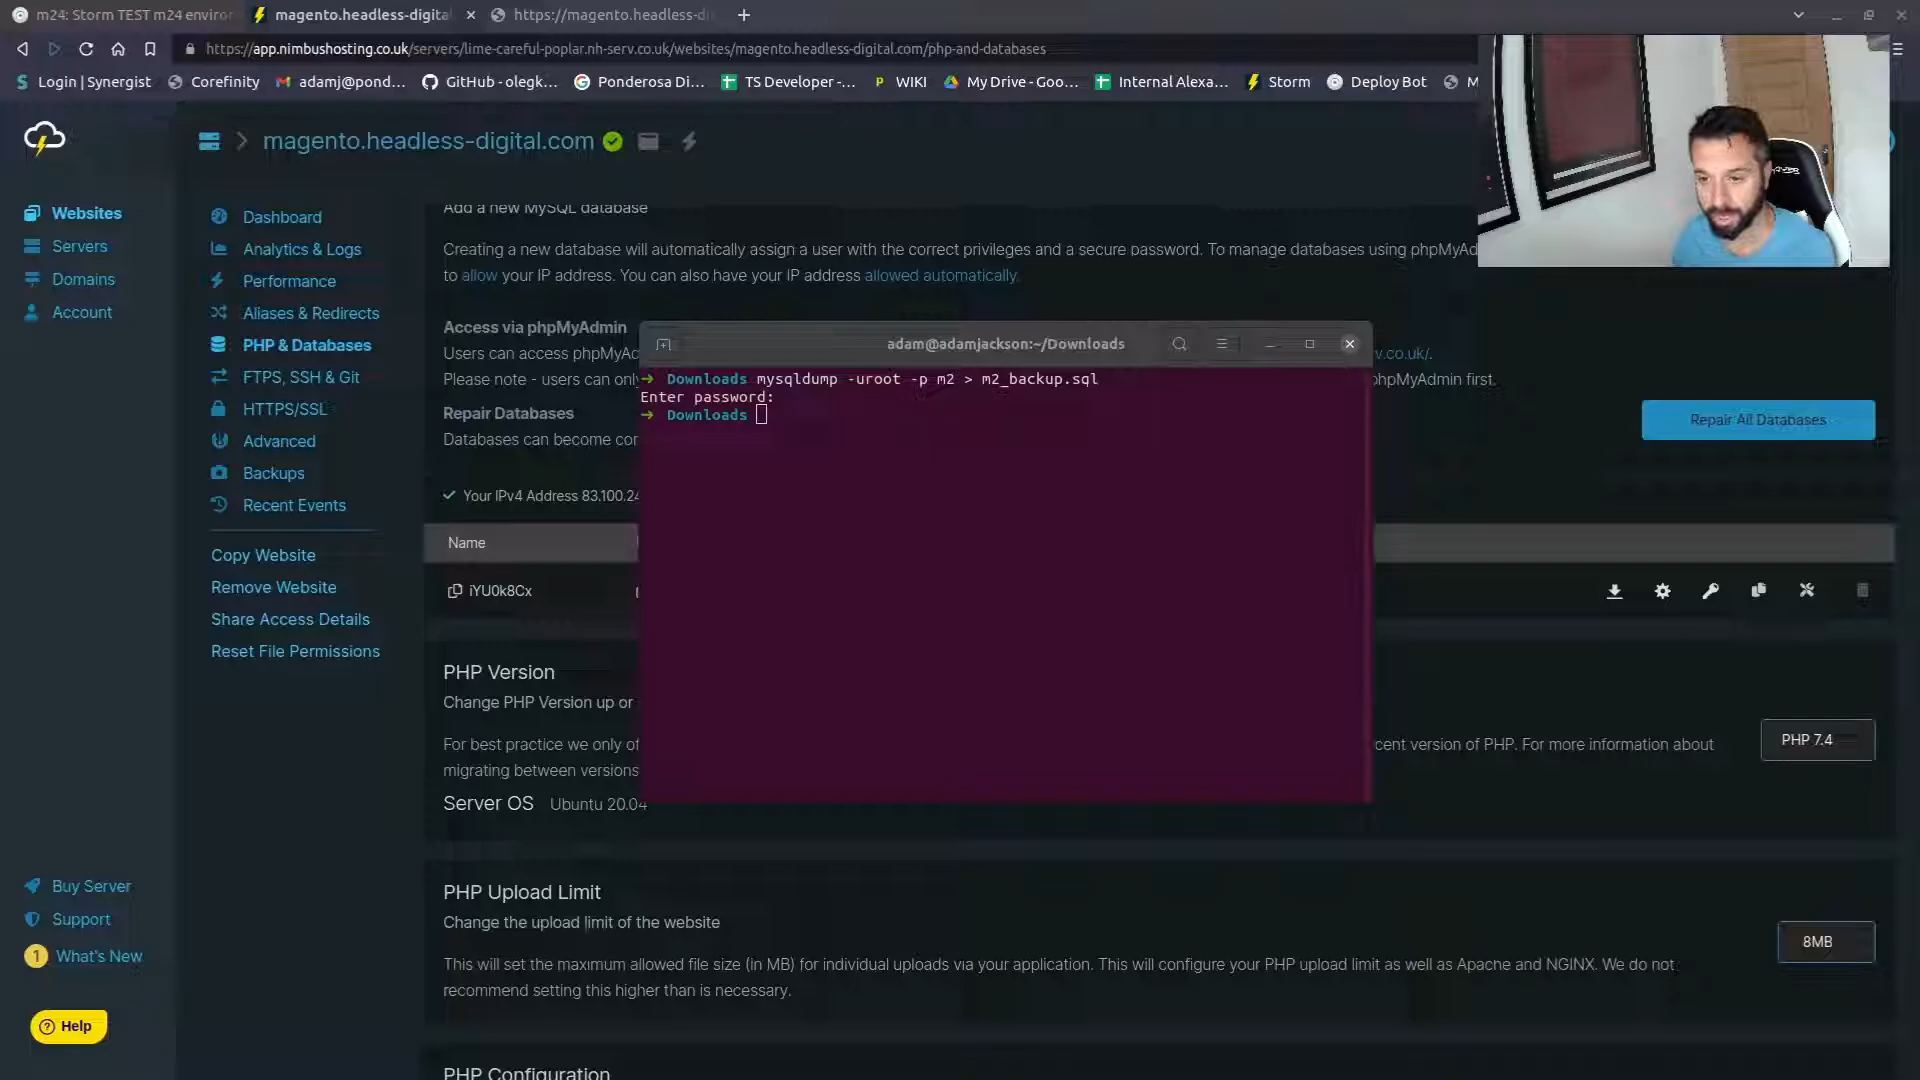 m24: Storm TEST m24 environ
magento.headless-digital
https://magento.headless-di
https://app.nimbushosting.co.uk/servers/lime-careful-poplar.nh-serv.co.uk/websites/magento.headless-digital.com/php-and-databases
Login | Synergist
Corefinity
adamj@pond...
GitHub - olegk...
Ponderosa Di...
TS Developer -...
WIKI
My Drive - Goo...
Internal Alexa...
Storm
Deploy Bot
M
magento.headless-digital.com
Websites
Servers
Domains
Account
Dashboard
Analytics & Logs
Performance
Aliases & Redirects
PHP & Databases
FTPS, SSH & Git
HTTPS/SSL
Advanced
Backups
Recent Events
Copy Website
Remove Website
Share Access Details
Reset File Permissions
Add a new MySQL database
Creating a new database will automatically assign a user with the correct privileges and a secure password. To manage databases using phpMyAd
to allow your IP address. You can also have your IP address allowed automatically.
Access via phpMyAdmin
Users can access phpMyAd
v.co.uk/.
Please note - users can only
phpMyAdmin first.
Repair Databases
Databases can become cor
Repair All Databases
adam@adamjackson:~/Downloads
➜ Downloads mysqldump -uroot -p m2 > m2_backup.sql
Enter password:
➜ Downloads
Your IPv4 Address 83.100.24
Name
iYU0k8Cx
PHP Version
Change PHP Version up or
For best practice we only of
cent version of PHP. For more information about
migrating between versions
PHP 7.4
Server OS Ubuntu 20.04
PHP Upload Limit
Change the upload limit of the website
This will set the maximum allowed file size (in MB) for individual uploads via your application. This will configure your PHP upload limit as well as Apache and NGINX. We do not
recommend setting this higher than is necessary.
8MB
PHP Configuration
Buy Server
Support
1 What's New
Help